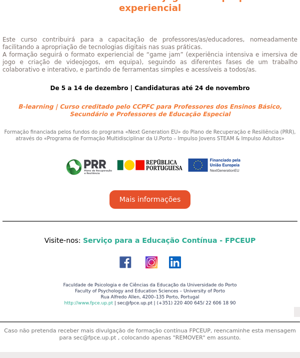 experiencial
Este curso contribuirá para a capacitação de professores/as/educadores, nomeadamente
facilitando a apropriação de tecnologias digitais nas suas práticas.
A formação seguirá o formato experiencial de "game jam" (experiência intensiva e imersiva de
jogo e criação de videojogos, em equipa), seguindo as diferentes fases de um trabalho
colaborativo e interativo, e partindo de ferramentas simples e acessíveis a todos/as.
De 5 a 14 de dezembro | Candidaturas até 24 de novembro
B-learning | Curso creditado pelo CCPFC para Professores dos Ensinos Básico,
Secundário e Professores de Educação Especial
Formação financiada pelos fundos do programa «Next Generation EU» do Plano de Recuperação e Resiliência (PRR),
através do «Programa de Formação Multidisciplinar da U.Porto - Impulso Jovens STEAM & Impulso Adultos»
PRR
Plano de Recuperação
e Resiliência
REPÚBLICA
PORTUGUESA
Financiado pela
União Europeia
NextGenerationEU
Mais informações
Visite-nos: Serviço para a Educação Contínua - FPCEUP
Faculdade de Psicologia e de Ciências da Educação da Universidade do Porto
Faculty of Psychology and Education Sciences – University of Porto
Rua Alfredo Allen, 4200-135 Porto, Portugal
http://www.fpce.up.pt | sec@fpce.up.pt | (+351) 220 400 645/ 22 606 18 90
Caso não pretenda receber mais divulgação de formação contínua FPCEUP, reencaminhe esta mensagem
para sec@fpce.up.pt , colocando apenas "REMOVER" em assunto.